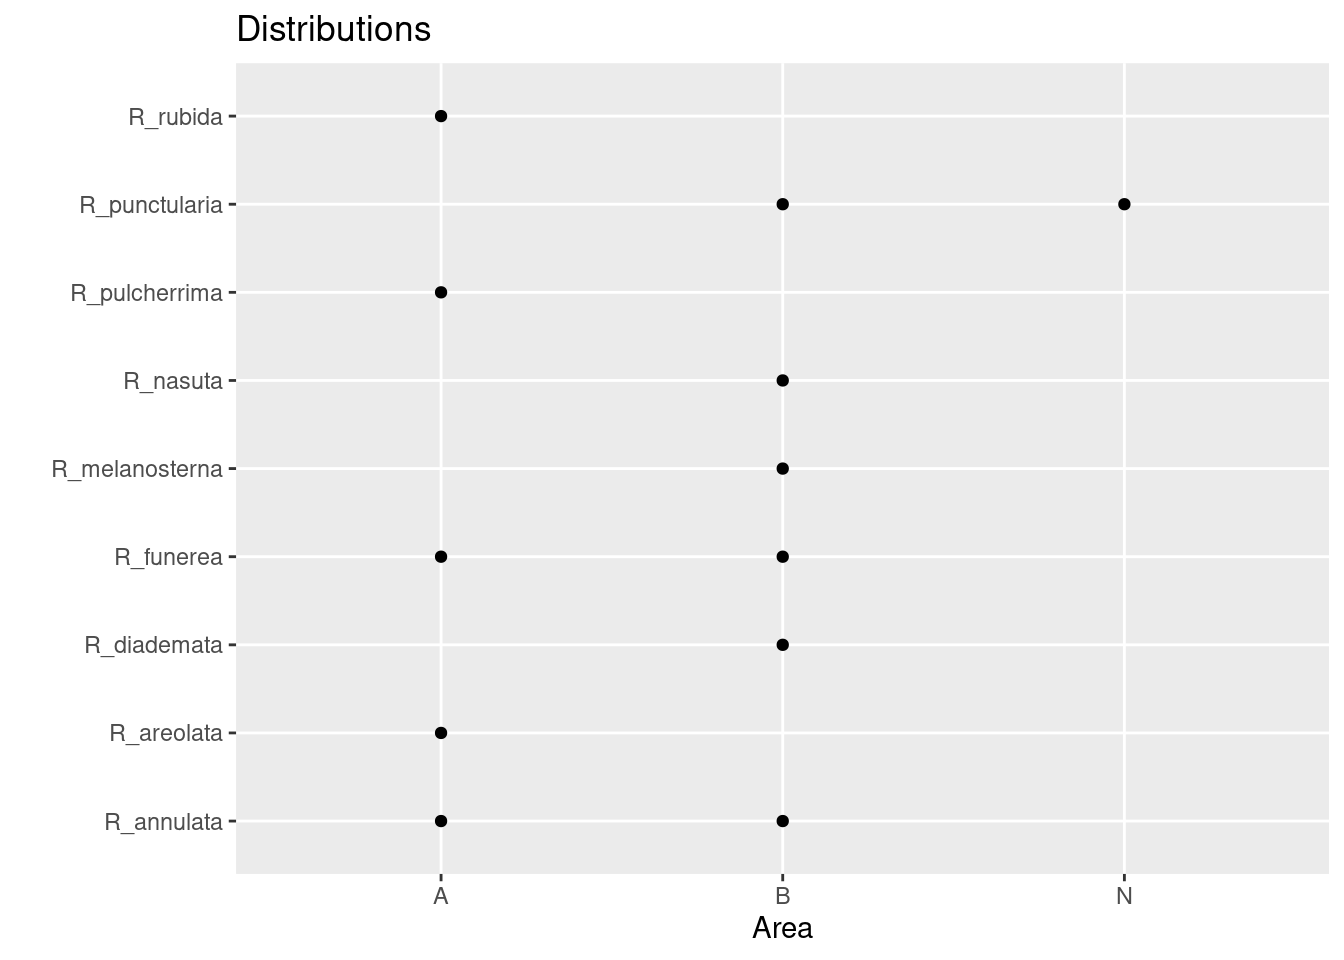 Distributions
R_rubida
R_punctularia
R_pulcherrima
R_nasuta
R_melanosterna
R_funerea
R_diademata
R_areolata
R_annulata
A B N
Area